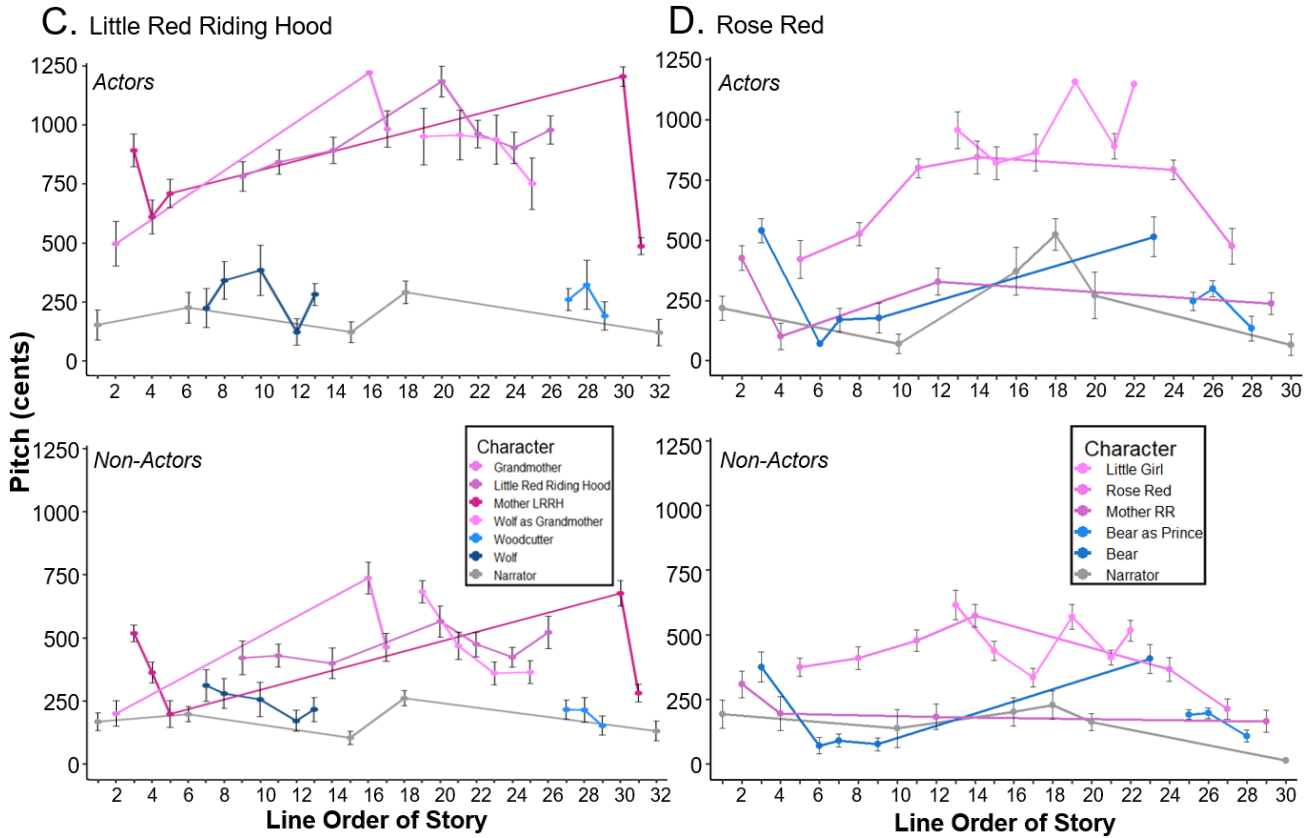 C. Little Red Riding Hood
D. Rose Red
Pitch (cents)
Actors
1250
1000
750
500
250
0
2 4 6 8 10 12 14 16 18 20 22 24 26 28 30 32
Actors
1250
1000
750
500
250
0
2 4 6 8 10 12 14 16 18 20 22 24 26 28 30
Non-Actors
1250
1000
750
500
250
0
Character
Grandmother
Little Red Riding Hood
Mother LRRH
Wolf as Grandmother
Woodcutter
Wolf
Narrator
2 4 6 8 10 12 14 16 18 20 22 24 26 28 30 32
Line Order of Story
Non-Actors
1250
1000
750
500
250
0
Character
Little Girl
Rose Red
Mother RR
Bear as Prince
Bear
Narrator
2 4 6 8 10 12 14 16 18 20 22 24 26 28 30
Line Order of Story